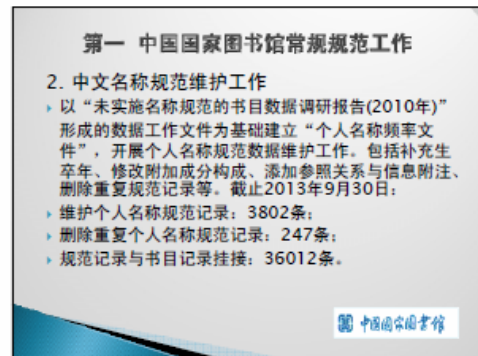 第一 中国国家图书馆常规规范工作
2. 中文名称规范维护工作
以“未实施名称规范的书目数据调研报告(2010年)”
形成的数据工作文件为基础建立“个人名称频率文
件”，开展个人名称规范数据维护工作。包括补充生
卒年、修改附加成分构成、添加参照关系与信息附注、
删除重复规范记录等。截止2013年9月30日：
维护个人名称规范记录：3802条；
删除重复个人名称规范记录：247条；
规范记录与书目记录挂接：36012条。
中国国家图书馆